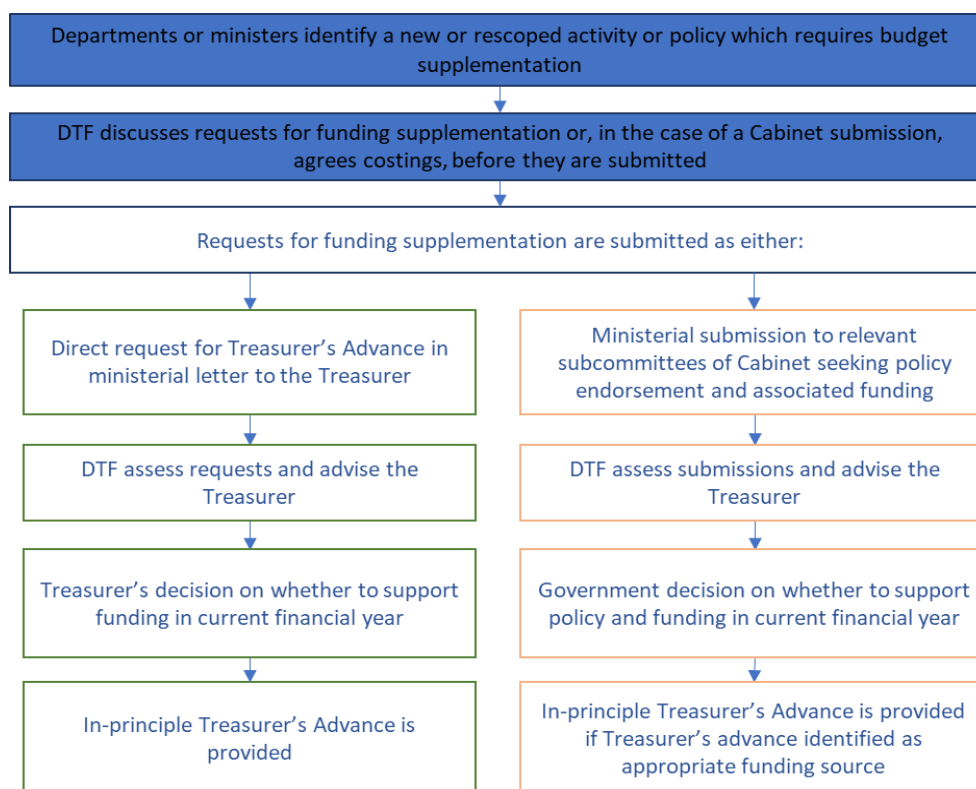 Departments or ministers identify a new or rescoped activity or policy which requires budget
supplementation
DTF discusses requests for funding supplementation or, in the case of a Cabinet submission,
agrees costings, before they are submitted
Requests for funding supplementation are submitted as either:
Direct request for Treasurer’s Advance in
ministerial letter to the Treasurer
DTF assess requests and advise the
Treasurer
Treasurer’s decision on whether to support
funding in current financial year
In-principle Treasurer’s Advance is
provided
Ministerial submission to relevant
subcommittees of Cabinet seeking policy
endorsement and associated funding
DTF assess submissions and advise the
Treasurer
Government decision on whether to support
policy and funding in current financial year
In-principle Treasurer’s Advance is provided
if Treasurer’s advance identified as
appropriate funding source